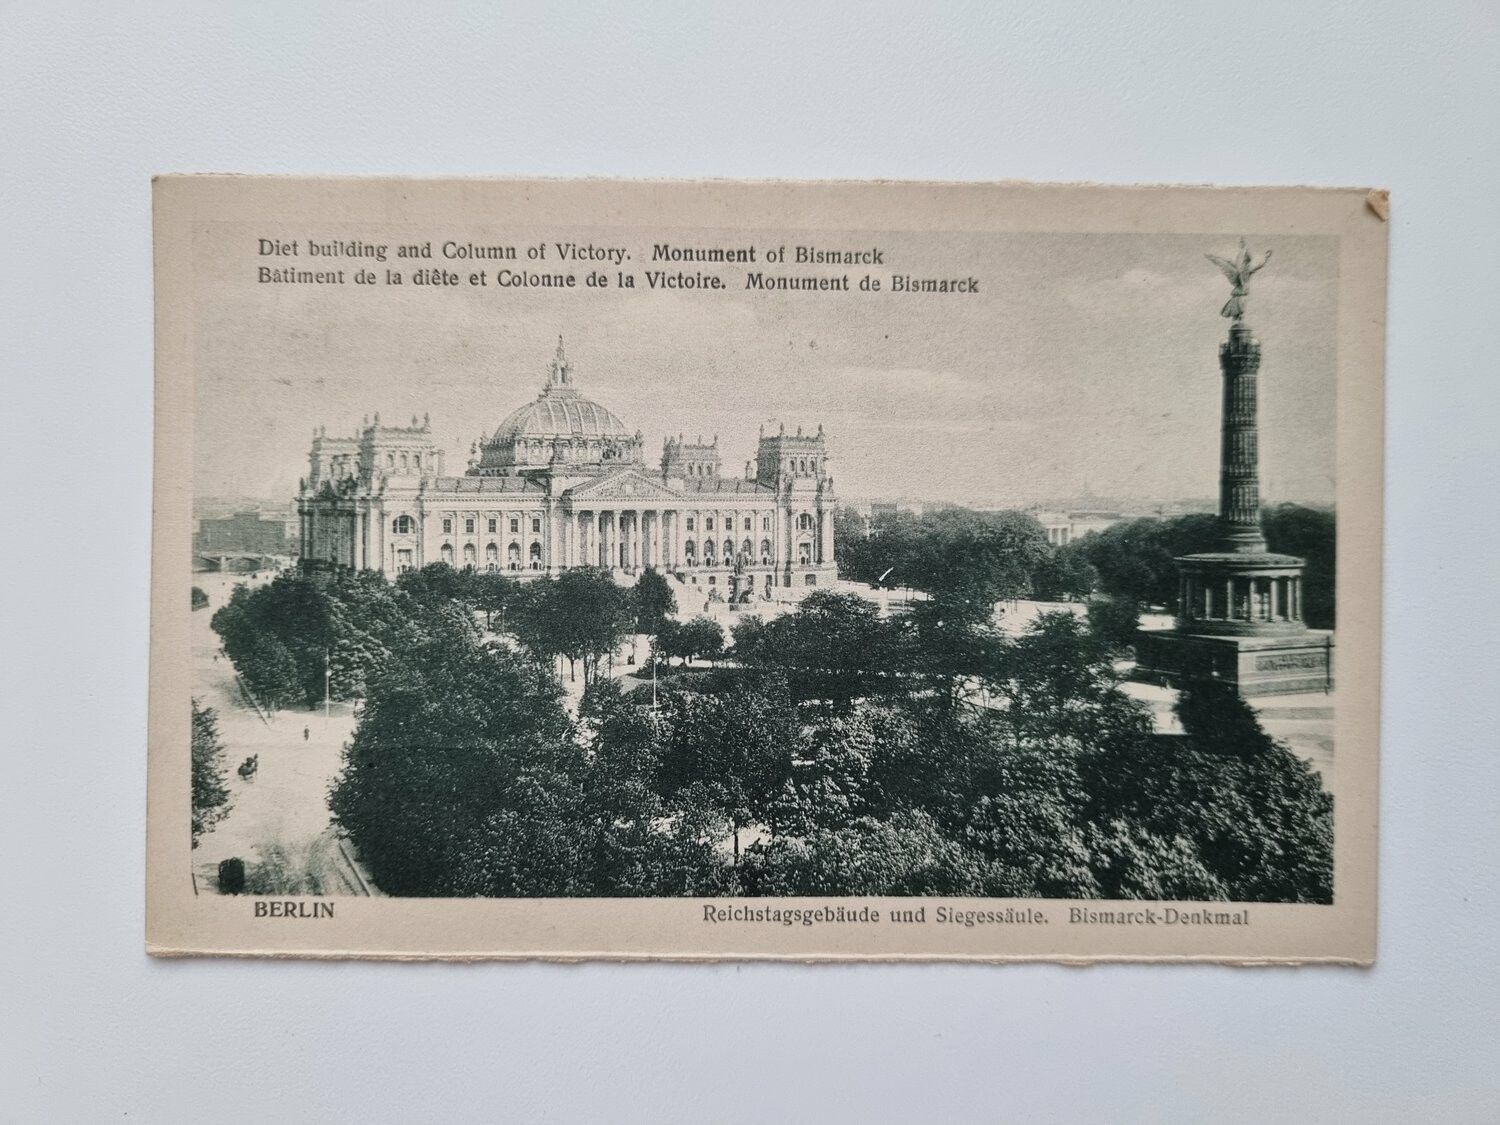 Diet building and Column of Victory. Monument of Bismarck
Bâtiment de la diête et Colonne de la Victoire. Monument de Bismarck
BERLIN Reichstagsgebäude und Siegessäule. Bismarck-Denkmal